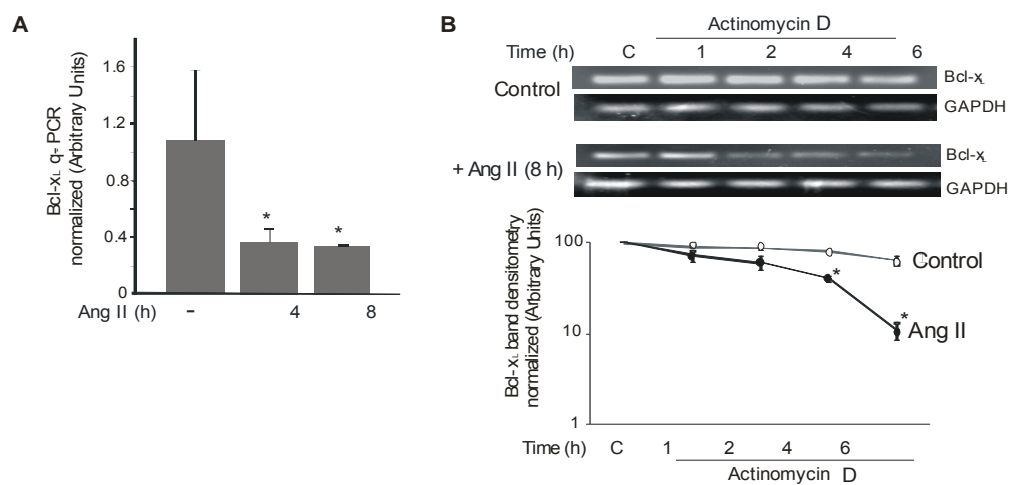 A
Bcl-xL q- PCR
normalized (Arbitrary Units)
1.6
1.2
0.8
0.4
0
*
*
Ang II (h)
-
4
8
B
Actinomycin D
Time (h) C 1 2 4 6
Control
Bcl-xL
GAPDH
+ Ang II (8 h)
Bcl-xL
GAPDH
Bcl-xL band densitometry
normalized (Arbitrary Units)
100
10
1
*
*
Control
Ang II
Time (h) C 1 2 4 6
Actinomycin D